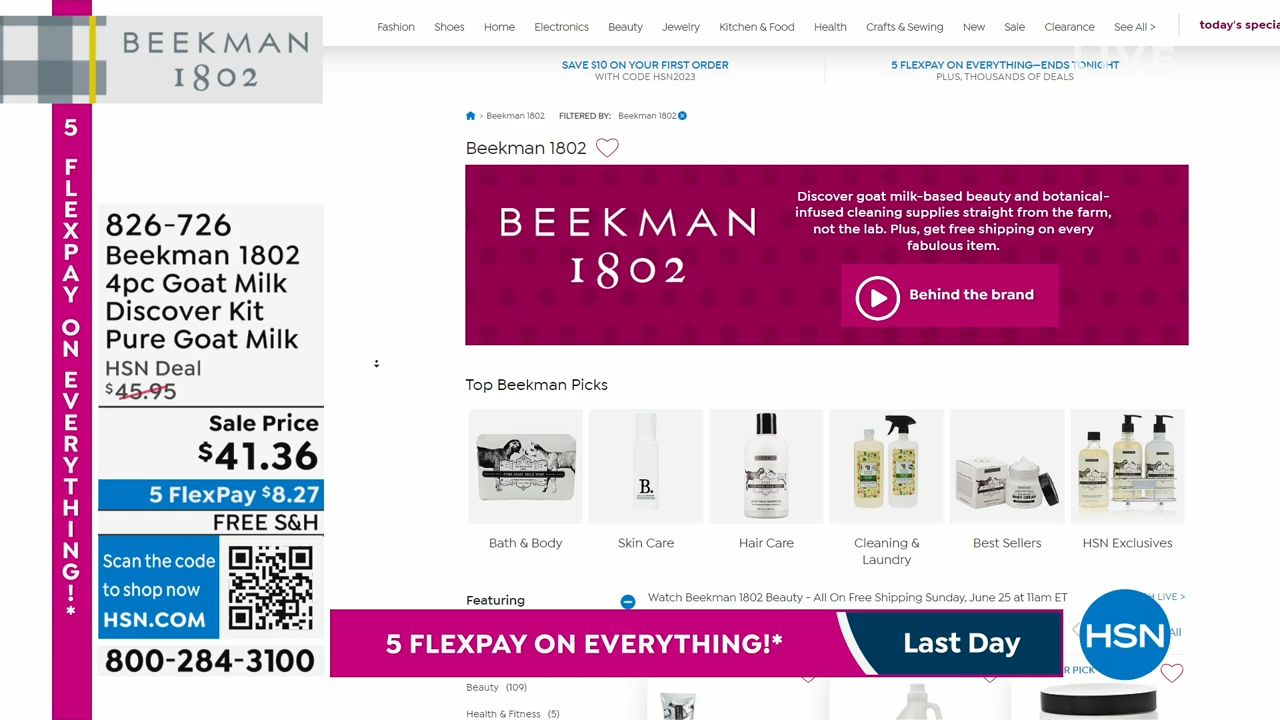 BEEKMAN
1802
5 FLEXPAY ON EVERYTHING!*
826-726
Beekman 1802
4pc Goat Milk
Discover Kit
Pure Goat Milk
HSN Deal
$45.95
Sale Price
$41.36
5 FlexPay $8.27
FREE S&H
Scan the code
to shop now
HSN.COM
800-284-3100
Fashion Shoes Home Electronics Beauty Jewelry Kitchen & Food Health Crafts & Sewing New Sale Clearance See All > today's specia
LIVE
SAVE $10 ON YOUR FIRST ORDER 5 FLEXPAY ON EVERYTHING—ENDS TONIGHT
WITH CODE HSN2023 PLUS, THOUSANDS OF DEALS
> Beekman 1802 FILTERED BY: Beekman 1802
Beekman 1802
BEEKMAN
1802
Discover goat milk-based beauty and botanical-
infused cleaning supplies straight from the farm,
not the lab. Plus, get free shipping on every
fabulous item.
Behind the brand
Top Beekman Picks
B.
Bath & Body Skin Care Hair Care Cleaning & Laundry Best Sellers HSN Exclusives
Featuring
Watch Beekman 1802 Beauty - All On Free Shipping Sunday, June 25 at 11am ET
H LIVE >
5 FLEXPAY ON EVERYTHING!* Last Day
HSN
All
R PICK
Beauty (109)
Health & Fitness (5)